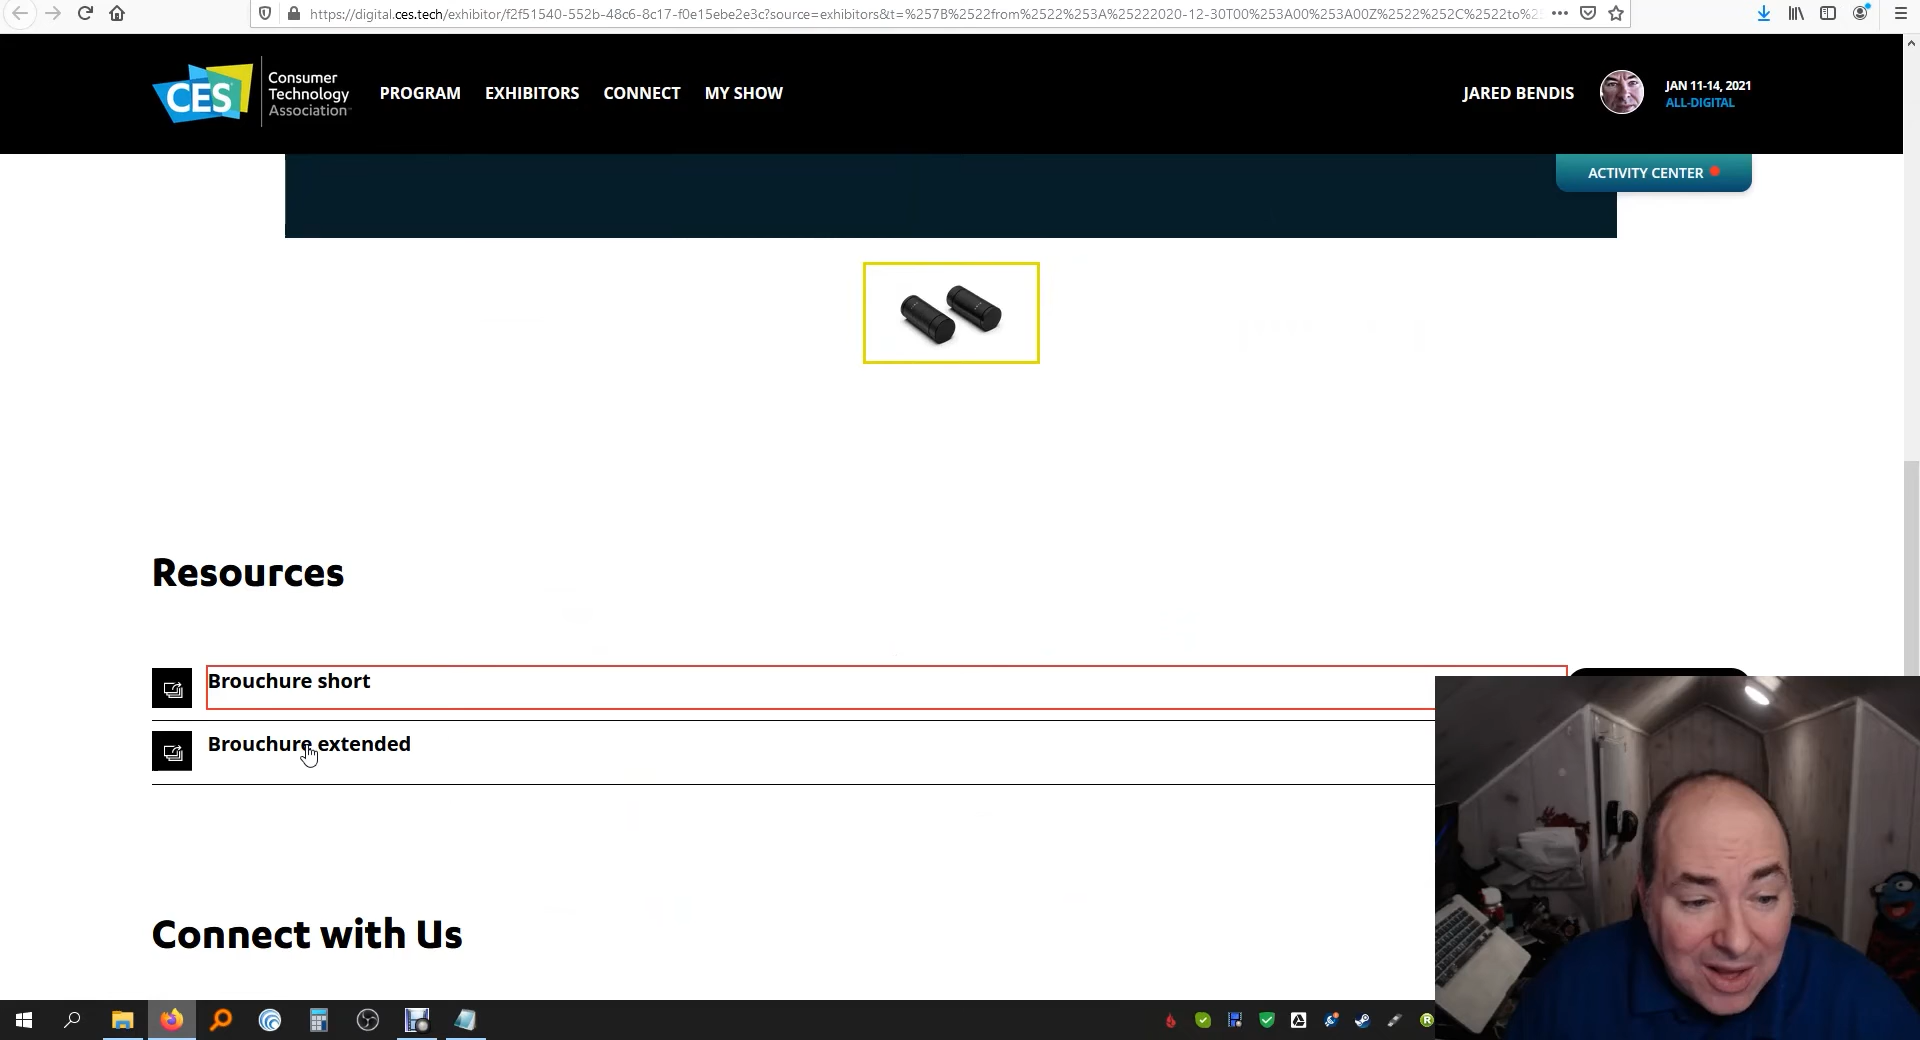 https://digital.ces.tech/exhibitor/f2f51540-552b-48c6-8c17-f0e15ebe2e3c?source=exhibitors&t=%257B%2522from%2522%253A%25222020-12-30T00%253A00%253A00Z%2522%252C%2522to%2
CES
Consumer
Technology
Association
PROGRAM
EXHIBITORS
CONNECT
MY SHOW
JARED BENDIS
JAN 11-14, 2021
ALL-DIGITAL
ACTIVITY CENTER
Resources
Brouchure short
Brouchure extended
Connect with Us